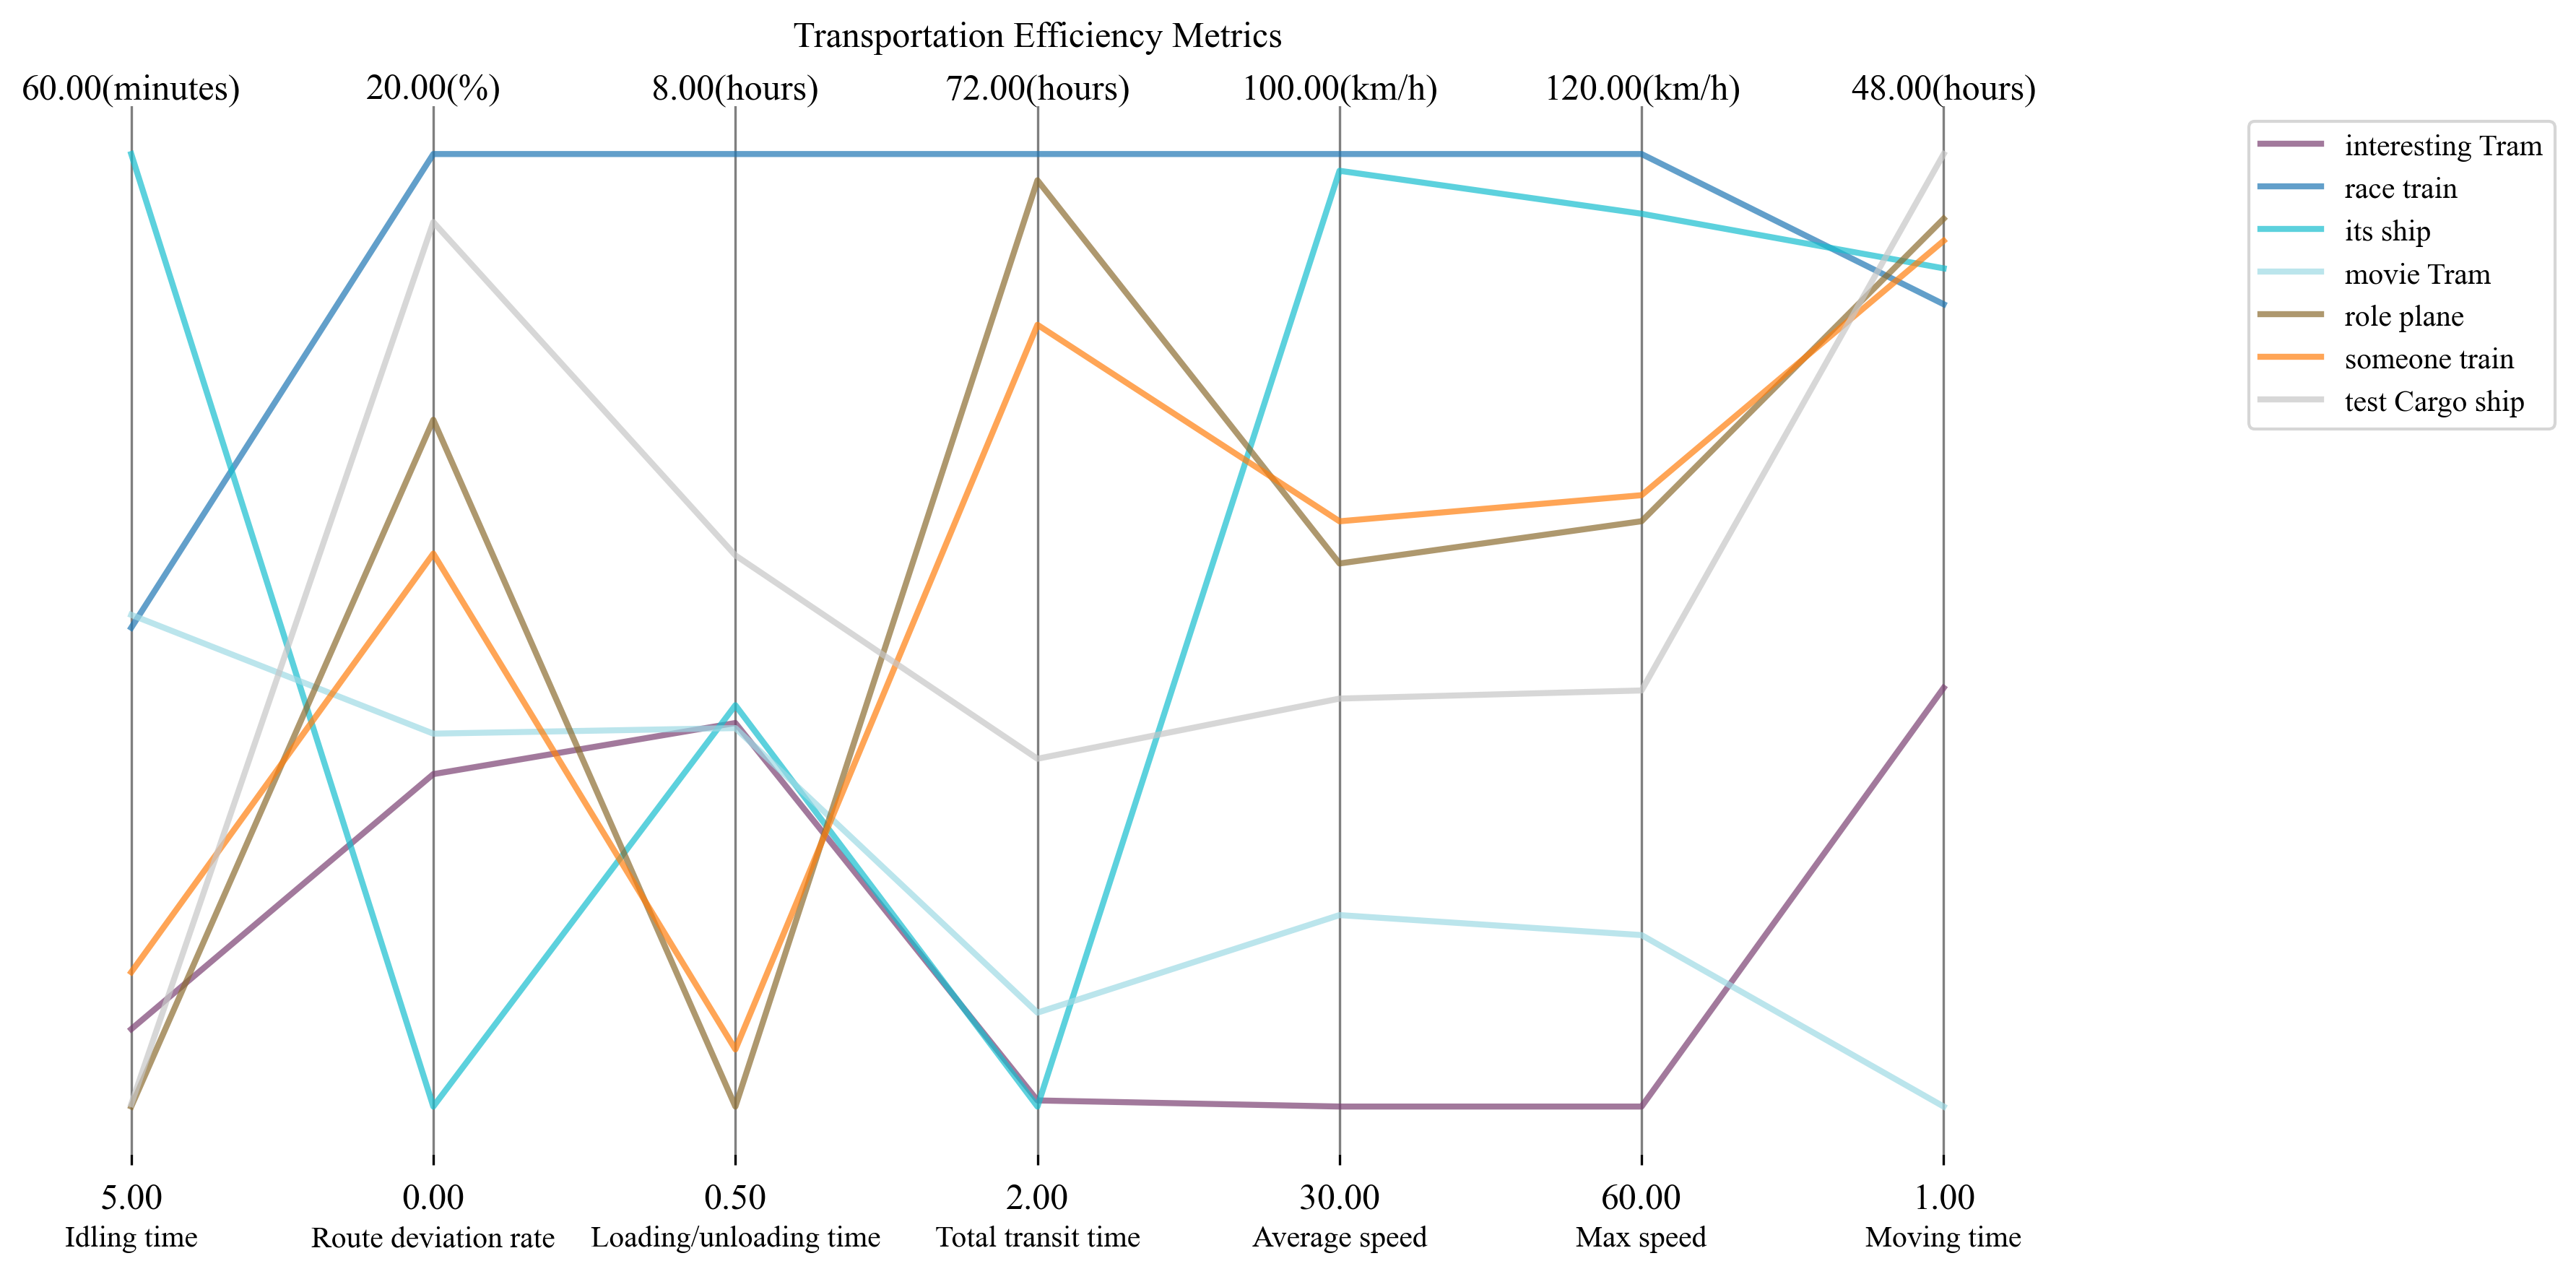 Transportation Efficiency Metrics
60.00(minutes) 20.00(%) 8.00(hours) 72.00(hours) 100.00(km/h) 120.00(km/h) 48.00(hours)
interesting Tram
race train
its ship
movie Tram
role plane
someone train
test Cargo ship
5.00 0.00 0.50 2.00 30.00 60.00 1.00
Idling time Route deviation rate Loading/unloading time Total transit time Average speed Max speed Moving time